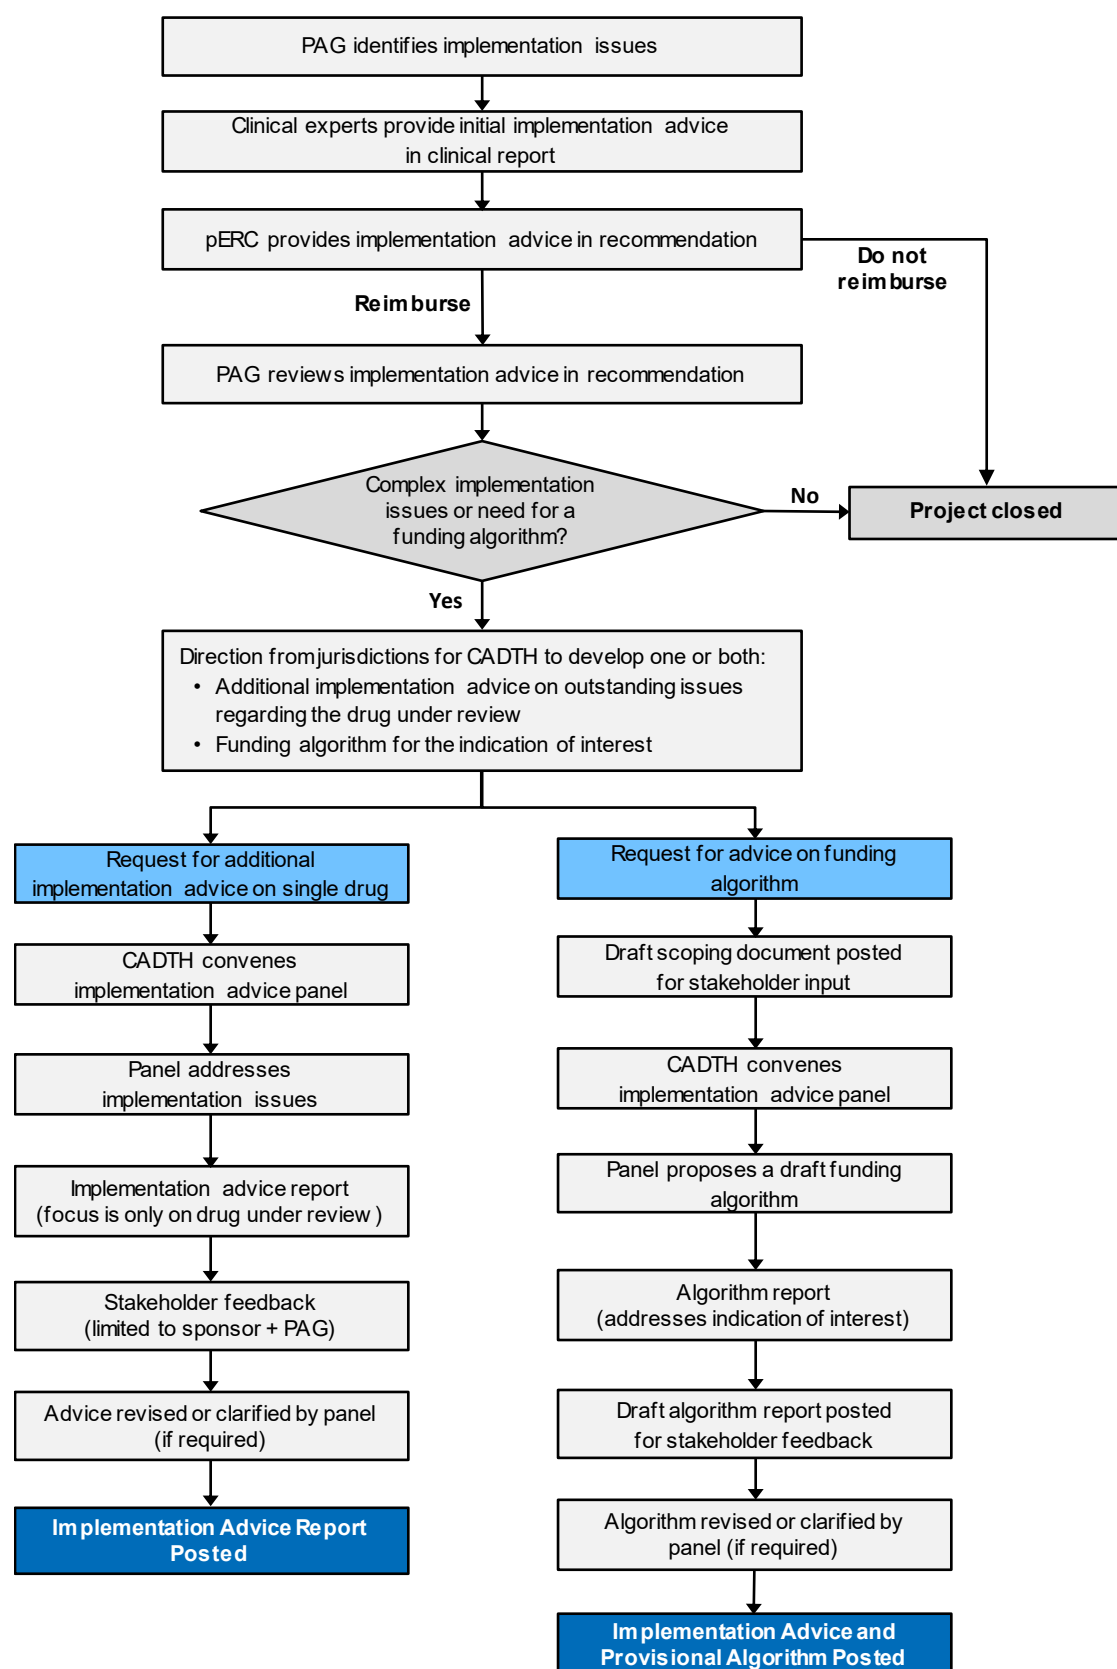 PAG identifies implementation issues
Clinical experts provide initial implementation advice
in clinical report
pERC provides implementation advice in recommendation
Do not
reimburse
Reimburse
PAG reviews implementation advice in recommendation
Complex implementation
issues or need for a
funding algorithm?
No
Project closed
Yes
Direction from jurisdictions for CADTH to develop one or both:
• Additional implementation advice on outstanding issues
regarding the drug under review
• Funding algorithm for the indication of interest
Request for additional
implementation advice on single drug
CADTH convenes
implementation advice panel
Panel addresses
implementation issues
Implementation advice report
(focus is only on drug under review )
Stakeholder feedback
(limited to sponsor + PAG)
Advice revised or clarified by panel
(if required)
Implementation Advice Report
Posted
Request for advice on funding
algorithm
Draft scoping document posted
for stakeholder input
CADTH convenes
implementation advice panel
Panel proposes a draft funding
algorithm
Algorithm report
(addresses indication of interest)
Draft algorithm report posted
for stakeholder feedback
Algorithm revised or clarified by
panel (if required)
Implementation Advice and
Provisional Algorithm Posted